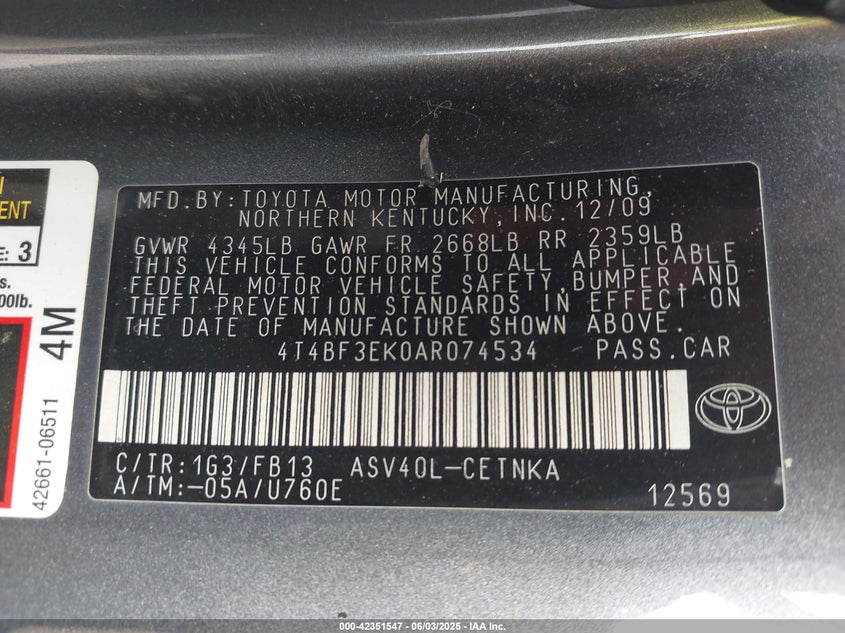 MFD. BY: TOYOTA MOTOR MANUFACTURING,
NORTHERN KENTUCKY, INC. 12/09
GVWR 4345LB GAWR FR 2668LB RR 2359LB
THIS VEHICLE CONFORMS TO ALL APPLICABLE
FEDERAL MOTOR VEHICLE SAFETY, BUMPER, AND
THEFT PREVENTION STANDARDS IN EFFECT ON
THE DATE OF MANUFACTURE SHOWN ABOVE.
4T4BF3EK0AR074534 PASS. CAR
C/TR: 1G3/FB13 ASV40L-CETNKA
A/TM: -05A/U760E 12569
ENT
E: 3
s.
00lb.
4M
42661-06511
000-42351547 06/03/2025 IAA Inc.